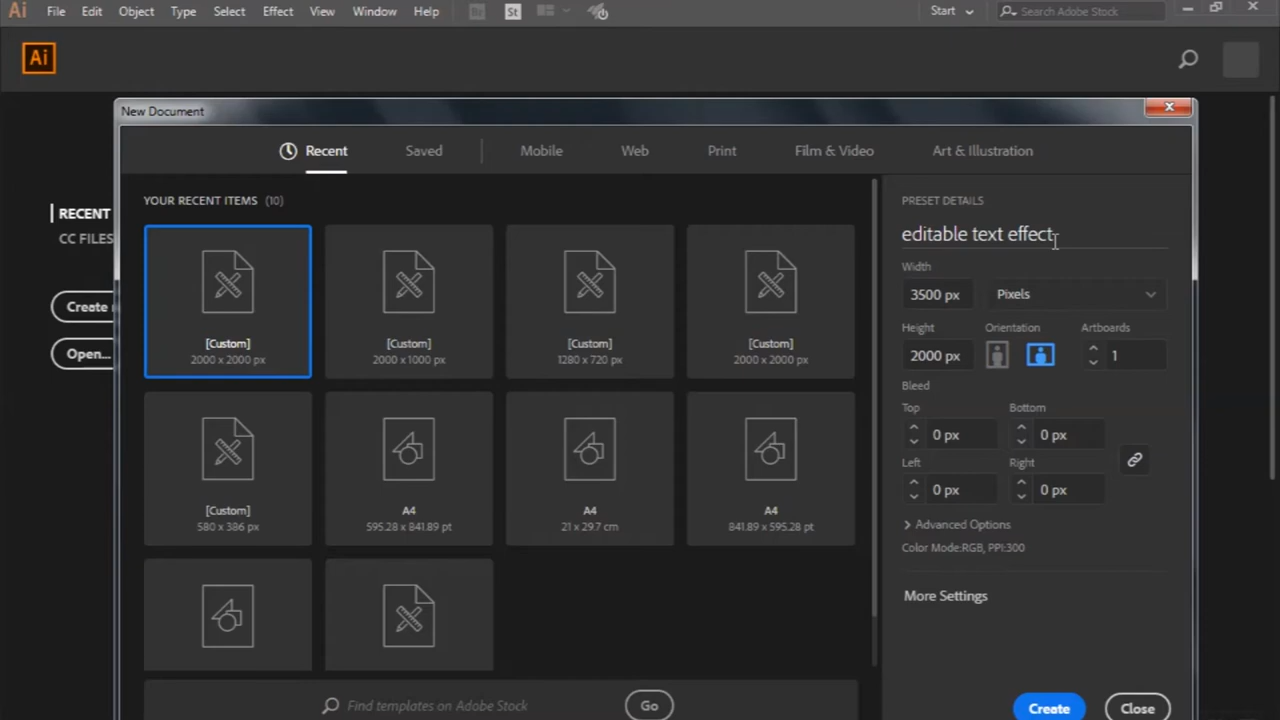 Ai File Edit Object Type Select Effect View Window Help Br St Start Search Adobe Stock
Ai
New Document
Recent Saved Mobile Web Print Film & Video Art & Illustration
YOUR RECENT ITEMS (10)
[Custom]
2000 x 2000 px
[Custom]
2000 x 1000 px
[Custom]
1280 x 720 px
[Custom]
2000 x 2000 px
[Custom]
580 x 386 px
A4
595.28 x 841.89 pt
A4
21 x 29.7 cm
A4
841.89 x 595.28 pt
Find templates on Adobe Stock Go
PRESET DETAILS
editable text effect
Width
3500 px Pixels
Height Orientation Artboards
2000 px 1
Bleed
Top Bottom
0 px 0 px
Left Right
0 px 0 px
Advanced Options
Color Mode:RGB, PPI:300
More Settings
Create Close
RECENT
CC FILES
Create
Open...